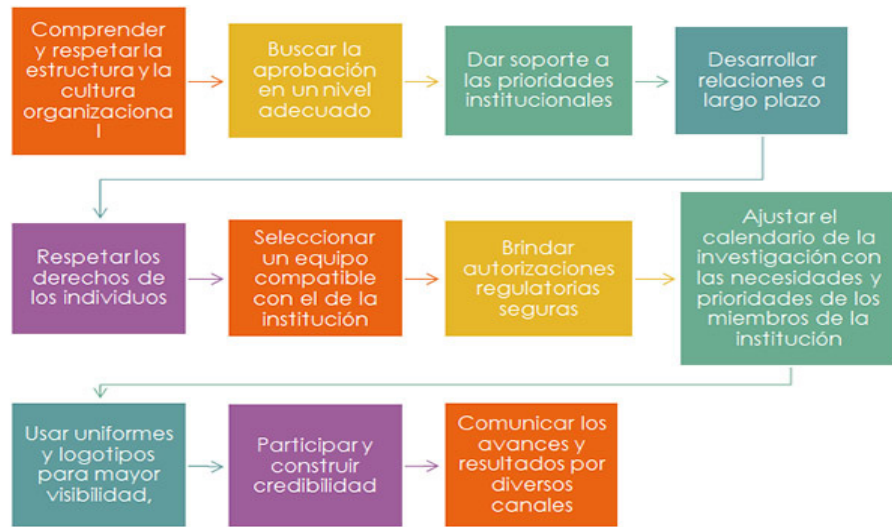 Comprender
y respetar la
estructura y la
cultura
organizaciona
l
Buscar la
aprobación
en un nivel
adecuado
Dar soporte a
las prioridades
institucionales
Desarrollar
relaciones a
largo plazo
Respetar los
derechos de
los individuos
Seleccionar
un equipo
compatible
con el de la
institución
Brindar
autorizaciones
regulatorias
seguras
Ajustar el
calendario de la
investigación con
las necesidades y
prioridades de los
miembros de la
institución
Usar uniformes
y logotipos
para mayor
visibilidad,
Participar y
construir
credibilidad
Comunicar los
avances y
resultados por
diversos
canales